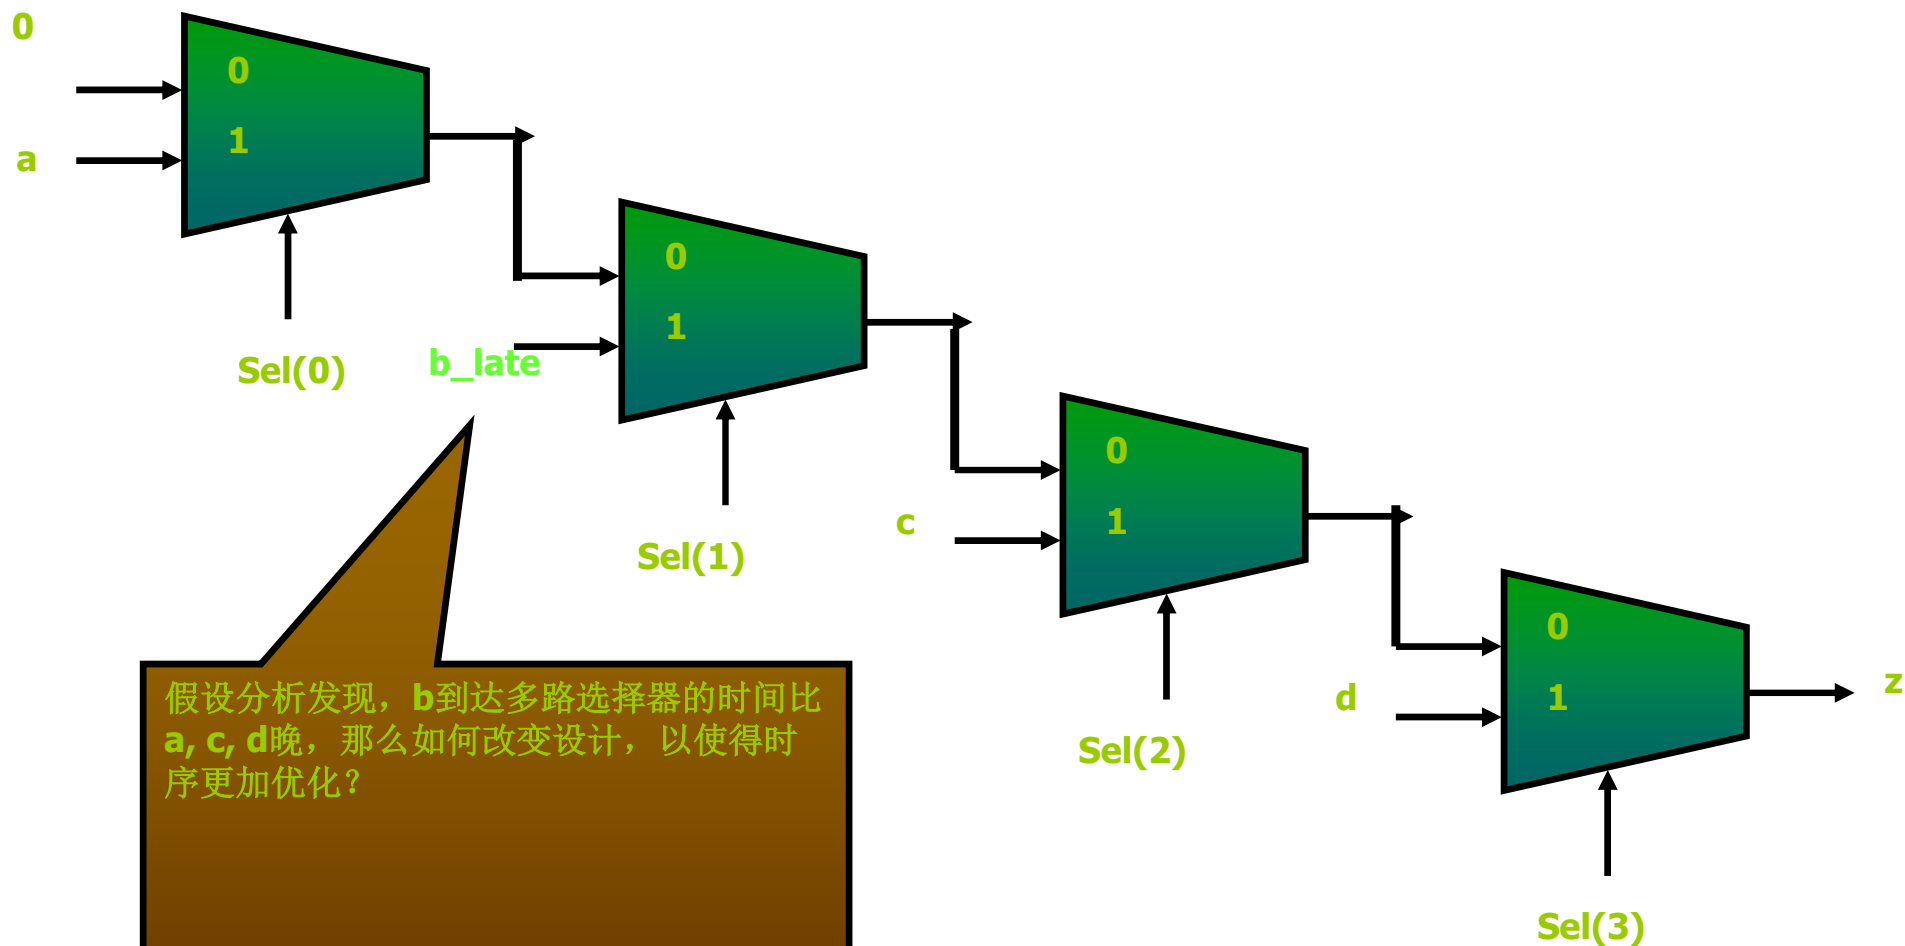 0
0
1
a
Sel(0)
0
1
b_late
Sel(1)
0
1
c
Sel(2)
0
1
d
z
Sel(3)
假设分析发现，b到达多路选择器的时间比
a, c, d晚，那么如何改变设计，以使得时
序更加优化？